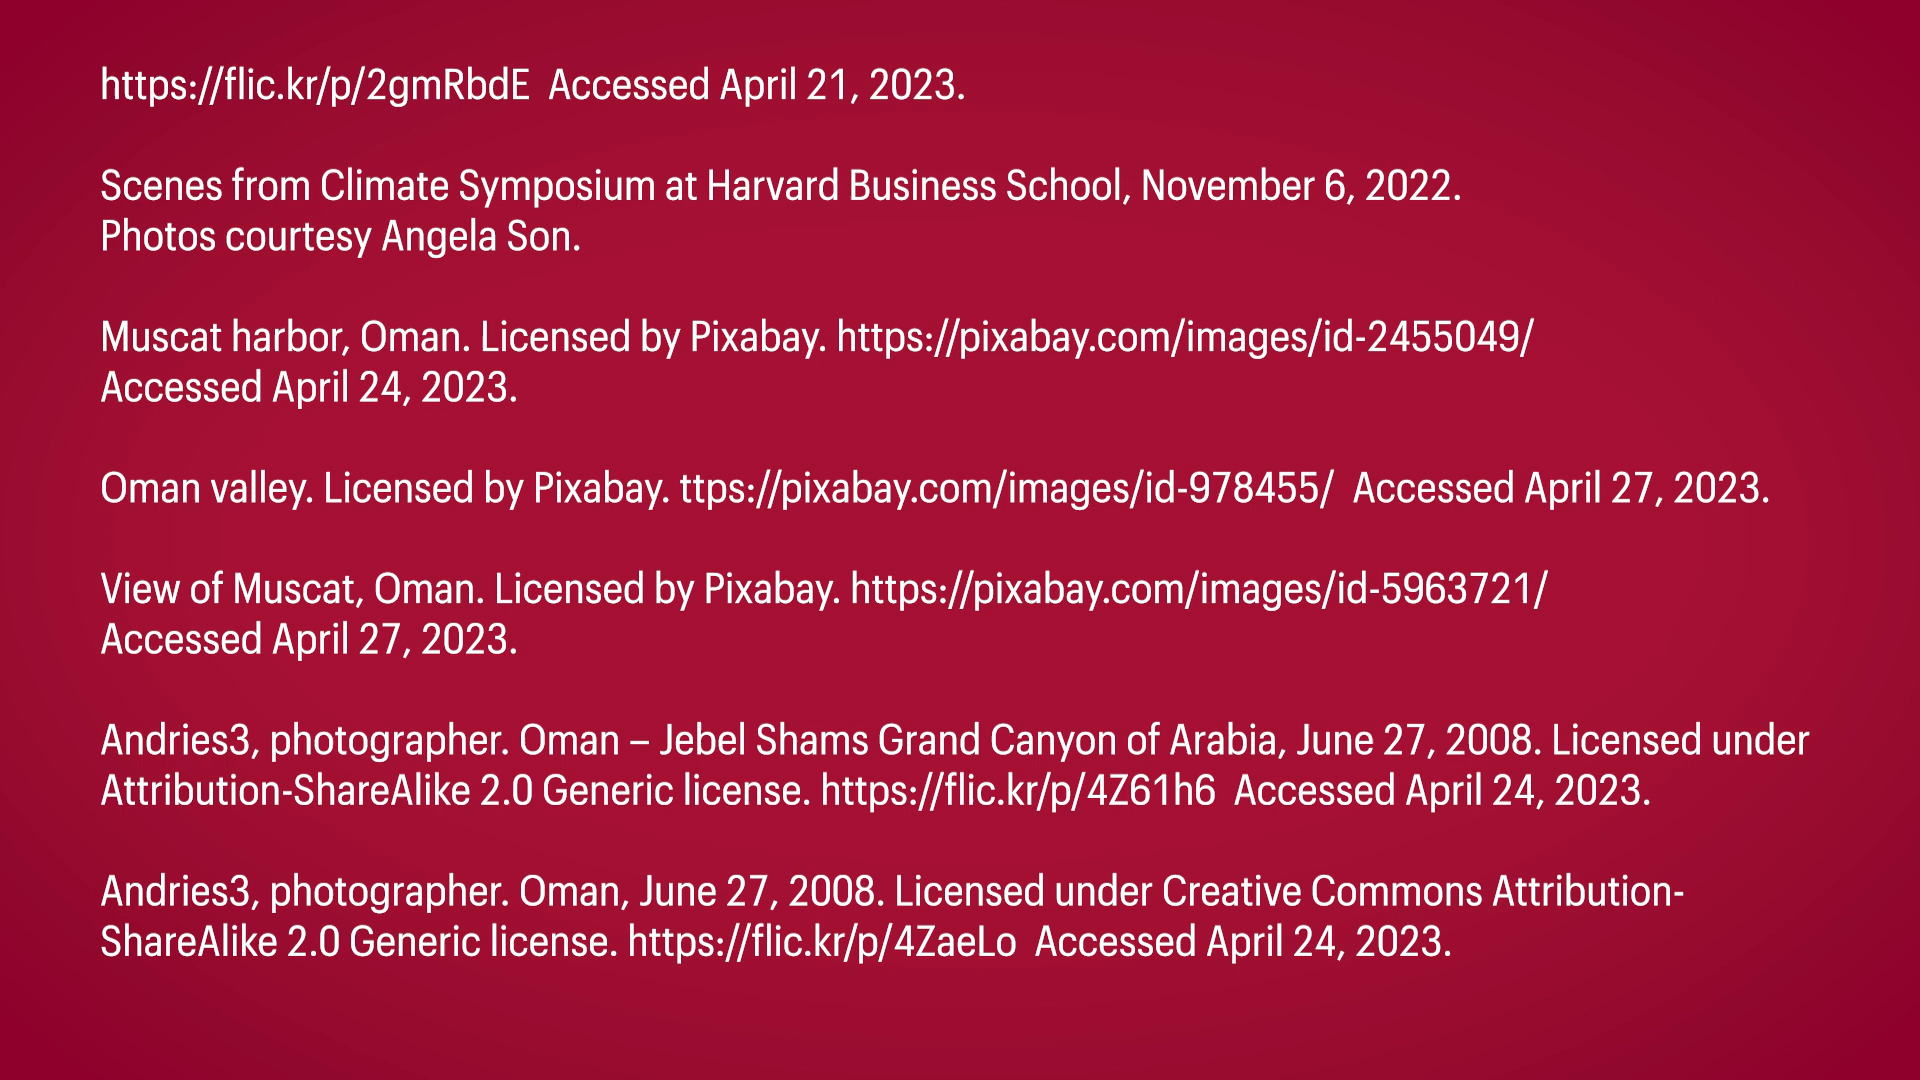 https://flic.kr/p/2gmRbdE  Accessed April 21, 2023.
Scenes from Climate Symposium at Harvard Business School, November 6, 2022.
Photos courtesy Angela Son.
Muscat harbor, Oman. Licensed by Pixabay. https://pixabay.com/images/id-2455049/
Accessed April 24, 2023.
Oman valley. Licensed by Pixabay. ttps://pixabay.com/images/id-978455/  Accessed April 27, 2023.
View of Muscat, Oman. Licensed by Pixabay. https://pixabay.com/images/id-5963721/
Accessed April 27, 2023.
Andries3, photographer. Oman – Jebel Shams Grand Canyon of Arabia, June 27, 2008. Licensed under
Attribution-ShareAlike 2.0 Generic license. https://flic.kr/p/4Z61h6  Accessed April 24, 2023.
Andries3, photographer. Oman, June 27, 2008. Licensed under Creative Commons Attribution-
ShareAlike 2.0 Generic license. https://flic.kr/p/4ZaeLo  Accessed April 24, 2023.